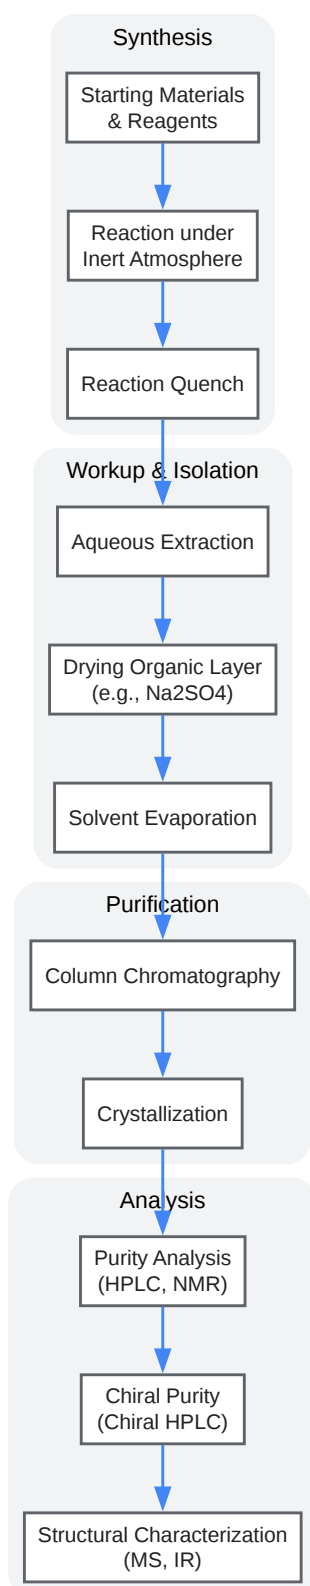 Synthesis
Starting Materials
& Reagents
Reaction under
Inert Atmosphere
Reaction Quench
Workup & Isolation
Aqueous Extraction
Drying Organic Layer
(e.g., Na2SO4)
Solvent Evaporation
Purification
Column Chromatography
Crystallization
Analysis
Purity Analysis
(HPLC, NMR)
Chiral Purity
(Chiral HPLC)
Structural Characterization
(MS, IR)